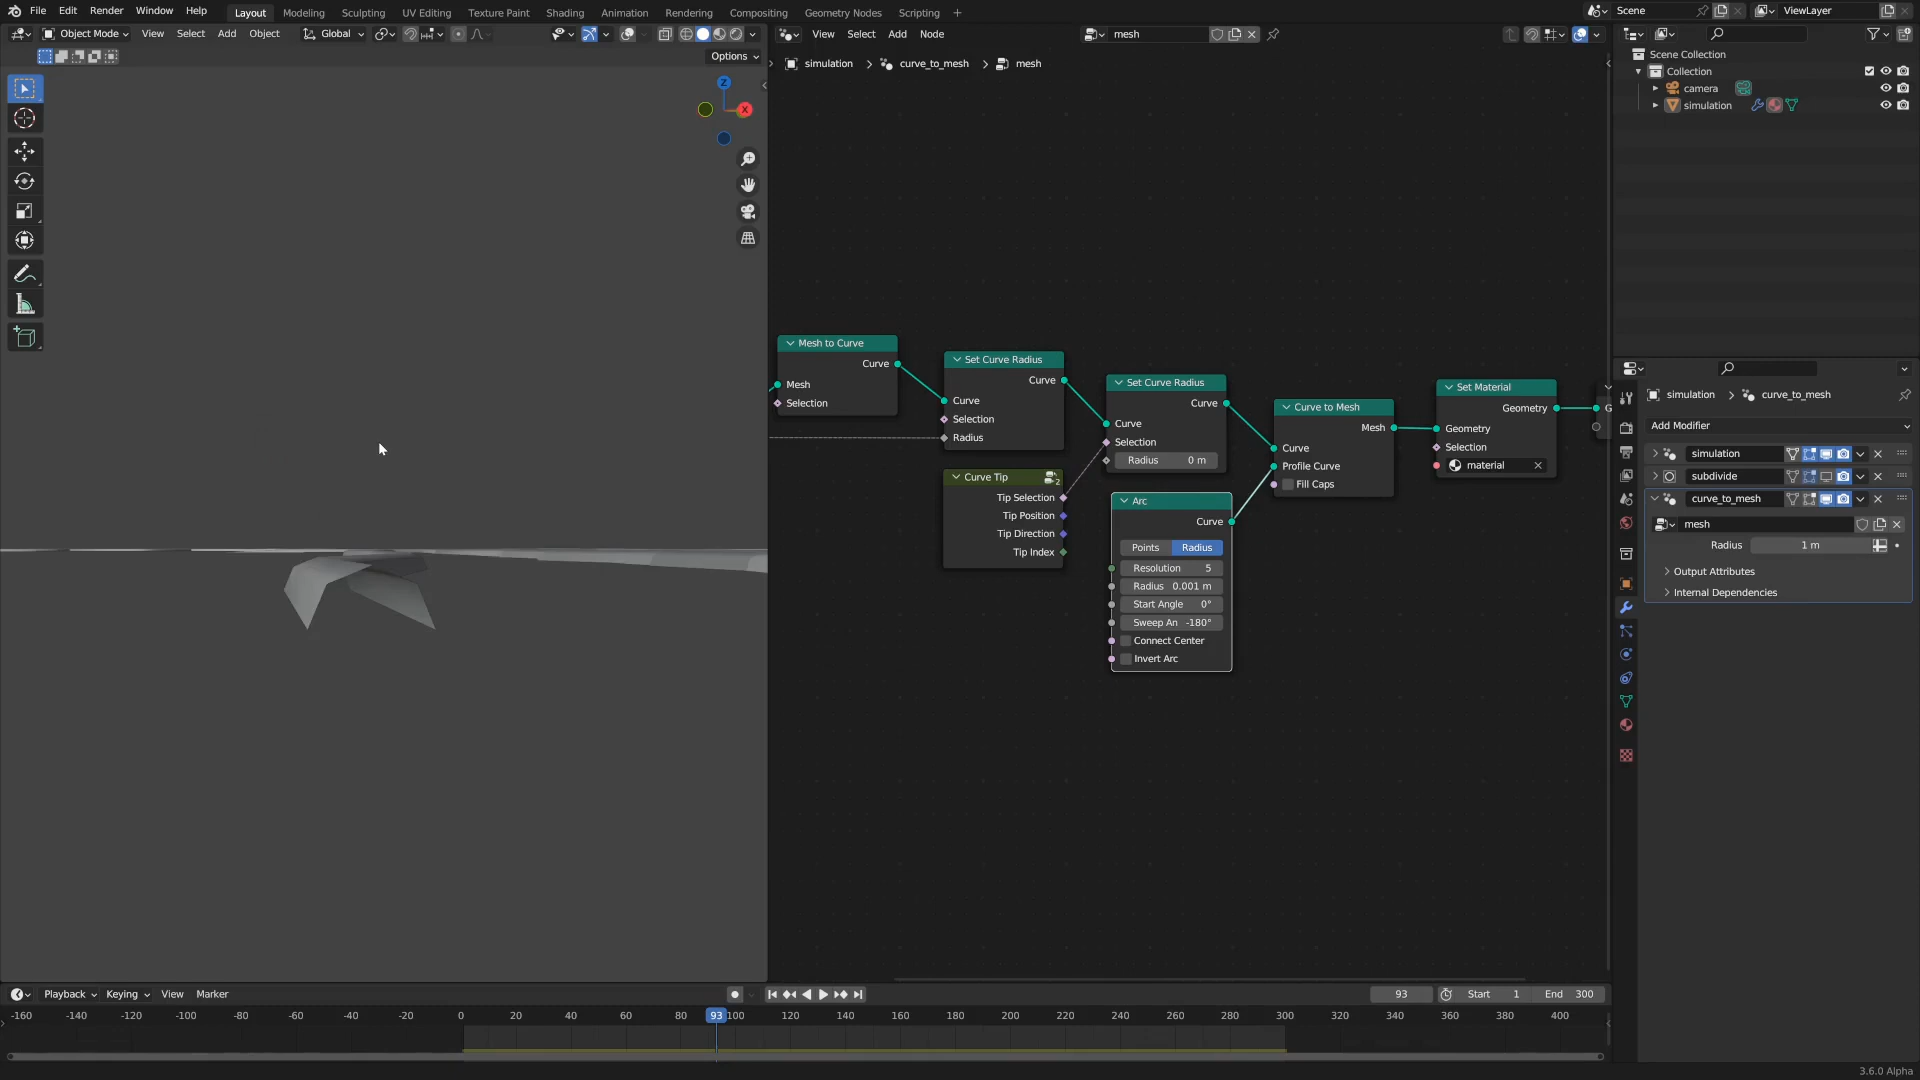 File Edit Render Window Help Layout Modeling Sculpting UV Editing Texture Paint Shading Animation Rendering Compositing Geometry Nodes Scripting + Scene ViewLayer
Object Mode View Select Add Object Global View Select Add Node mesh
Options simulation > curve_to_mesh > mesh
Z
X
Scene Collection
Collection
camera
simulation
Mesh to Curve
Curve
Mesh
Selection
Set Curve Radius
Curve
Curve
Selection
Radius
Curve Tip
2
Tip Selection
Tip Position
Tip Direction
Tip Index
Set Curve Radius
Curve
Curve
Selection
Radius 0 m
Arc
Curve
Points Radius
Resolution 5
Radius 0.001 m
Start Angle 0°
Sweep An -180°
Connect Center
Invert Arc
Curve to Mesh
Mesh
Curve
Profile Curve
Fill Caps
Set Material
Geometry
Geometry
Selection
material
G
simulation > curve_to_mesh
Add Modifier
simulation
subdivide
curve_to_mesh
mesh
Radius 1 m
Output Attributes
Internal Dependencies
Playback Keying View Marker 93 Start 1 End 300
-160 -140 -120 -100 -80 -60 -40 -20 0 20 40 60 80 93 100 120 140 160 180 200 220 240 260 280 300 320 340 360 380 400
3.6.0 Alpha